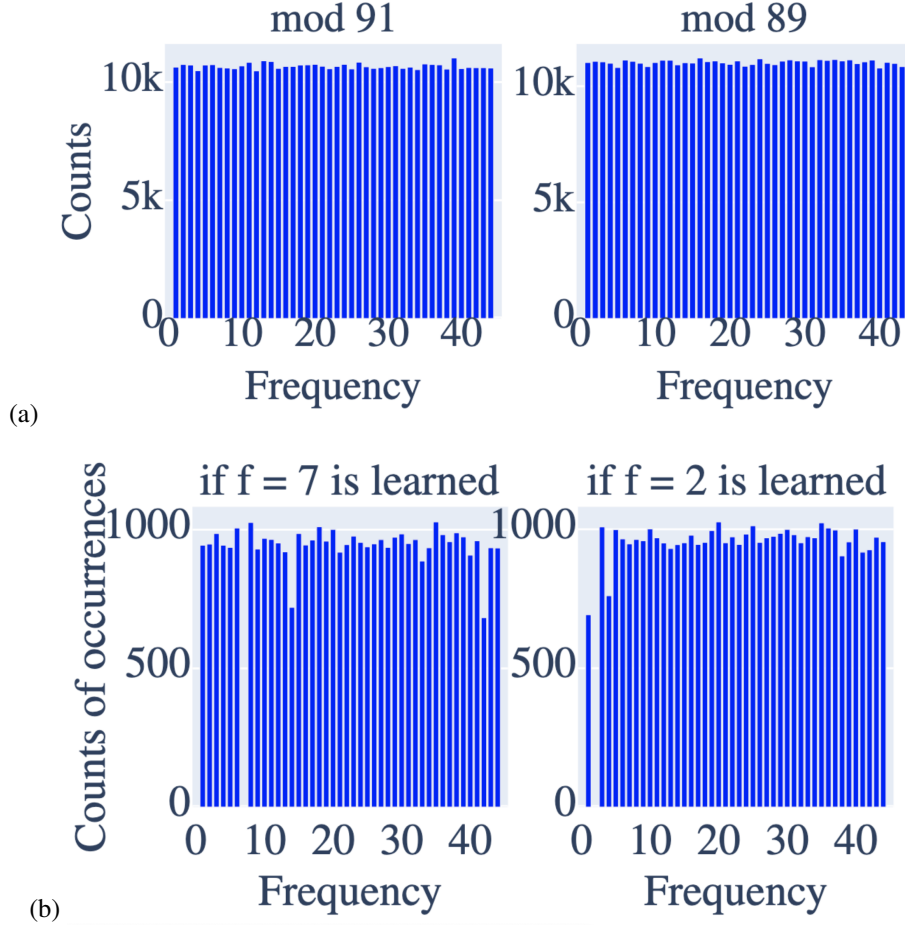 mod 91
mod 89
Counts
10k
5k
0
0 10 20 30 40
Frequency
10k
5k
0
0 10 20 30 40
Frequency
(a)
if f = 7 is learned
if f = 2 is learned
Counts of occurrences
1000
500
0
0 10 20 30 40
Frequency
1000
500
0
0 10 20 30 40
Frequency
(b)